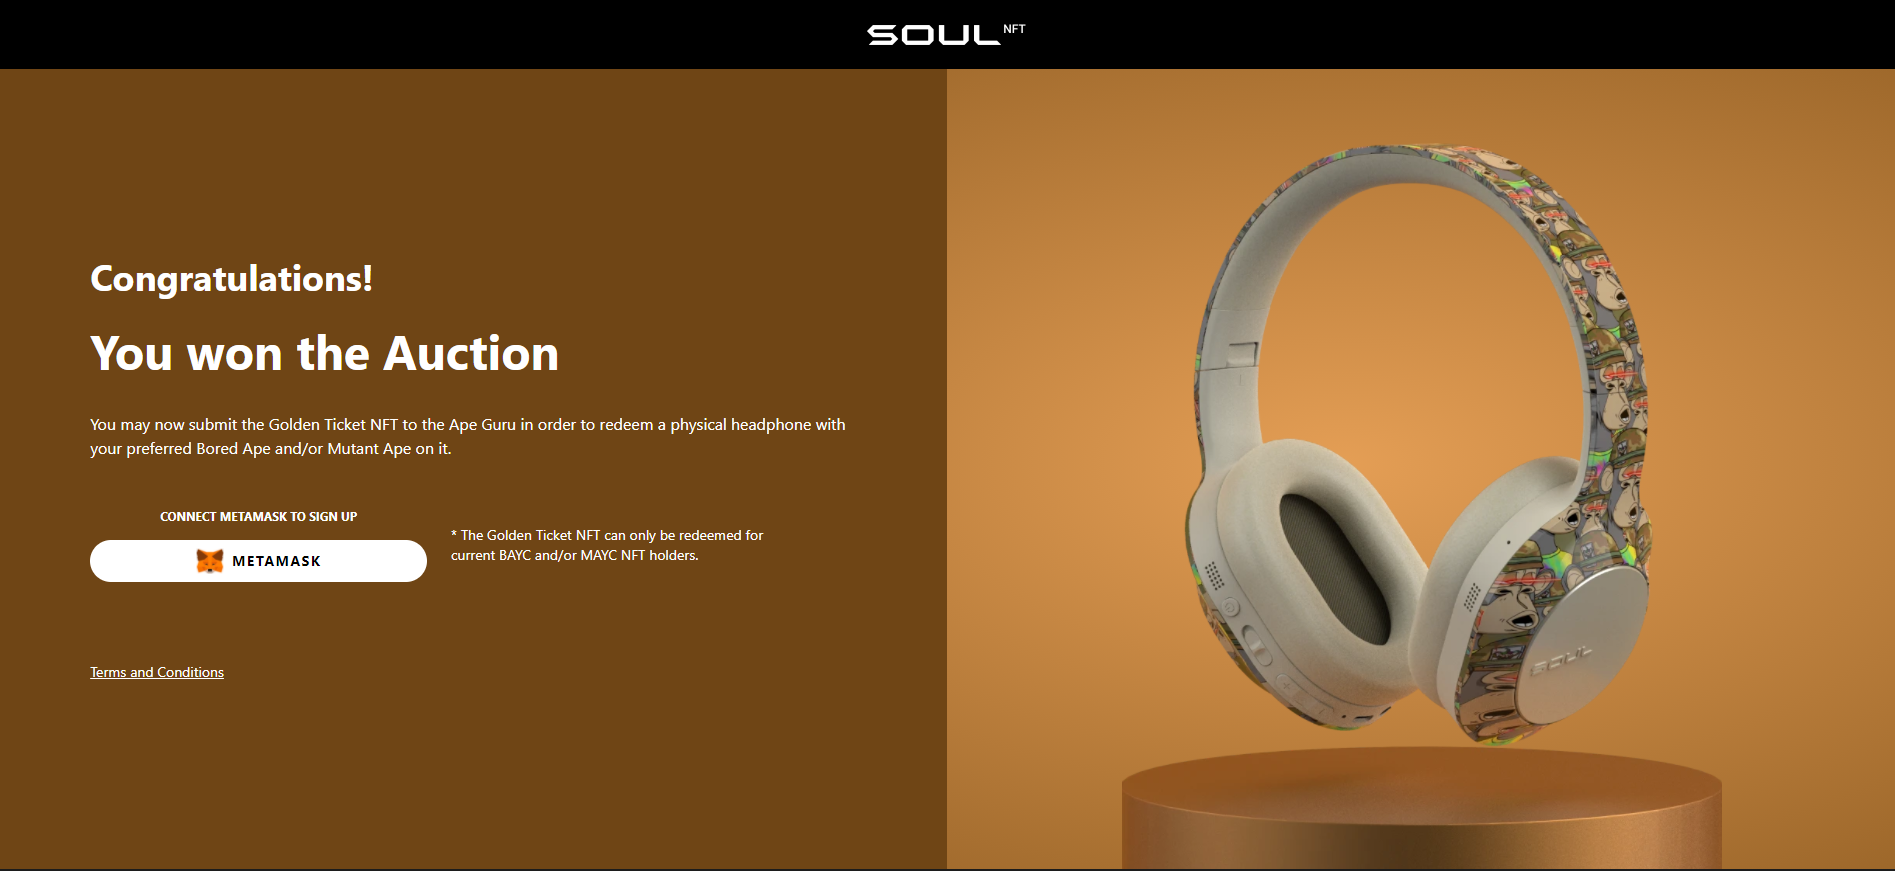 SOUL NFT
Congratulations!
You won the Auction
You may now submit the Golden Ticket NFT to the Ape Guru in order to redeem a physical headphone with
your preferred Bored Ape and/or Mutant Ape on it.
CONNECT METAMASK TO SIGN UP
METAMASK
* The Golden Ticket NFT can only be redeemed for
current BAYC and/or MAYC NFT holders.
Terms and Conditions
SOUL